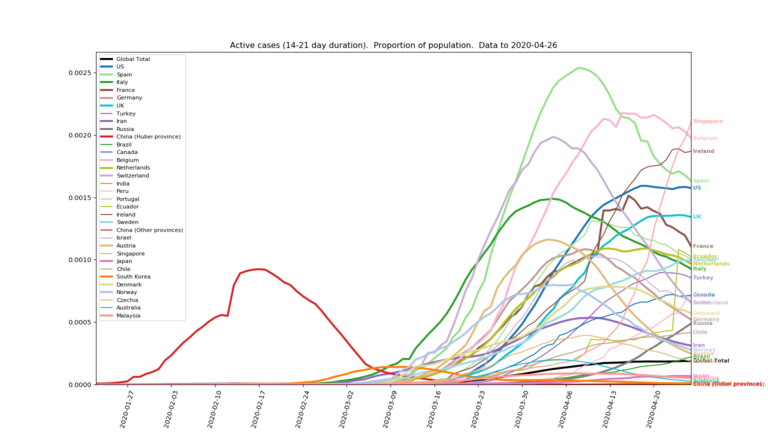 Active cases (14-21 day duration).  Proportion of population.  Data to 2020-04-26
0.0025
0.0020
0.0015
0.0010
0.0005
0.0000
Global Total
US
Spain
Italy
France
Germany
UK
Turkey
Iran
Russia
China (Hubei province)
Brazil
Canada
Belgium
Netherlands
Switzerland
India
Peru
Portugal
Ecuador
Ireland
Sweden
China (Other provinces)
Israel
Austria
Singapore
Japan
Chile
South Korea
Denmark
Norway
Czechia
Australia
Malaysia
Singapore
Belgium
Ireland
Spain
US
UK
France
Ecuador
Netherlands
Italy
Turkey
Canada
Denmark
Germany
Russia
Chile
Iran
Global Total
2020-01-27
2020-02-03
2020-02-10
2020-02-17
2020-02-24
2020-03-02
2020-03-09
2020-03-16
2020-03-23
2020-03-30
2020-04-06
2020-04-13
2020-04-20